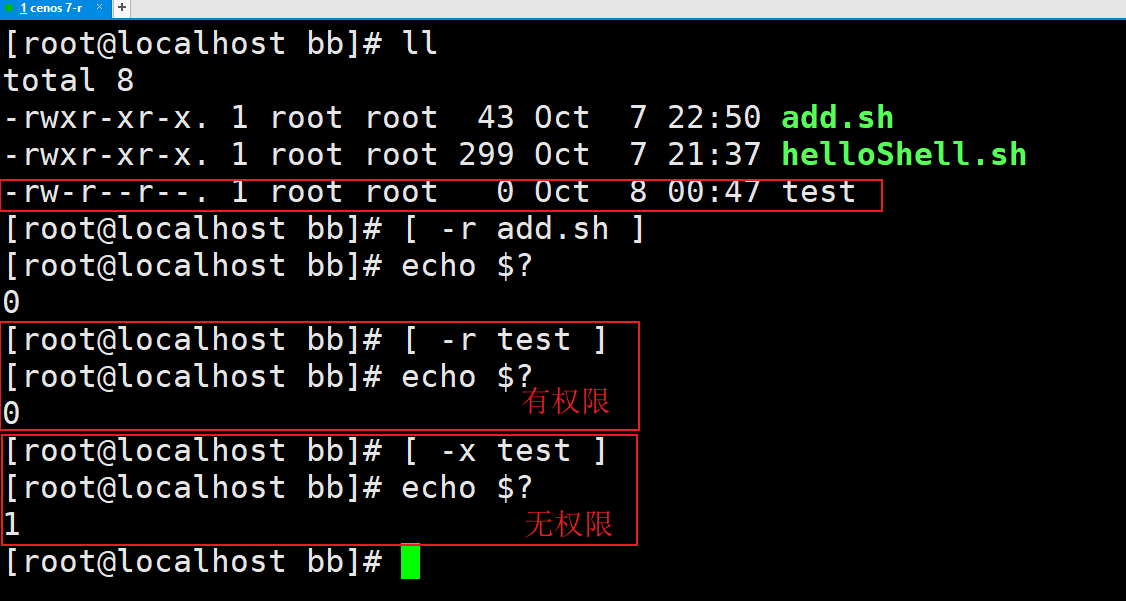 1 cenos 7-r × +
[root@localhost bb]# ll
total 8
-rwxr-xr-x. 1 root root  43 Oct  7 22:50 add.sh
-rwxr-xr-x. 1 root root 299 Oct  7 21:37 helloShell.sh
-rw-r--r--. 1 root root   0 Oct  8 00:47 test
[root@localhost bb]# [ -r add.sh ]
[root@localhost bb]# echo $?
0
[root@localhost bb]# [ -r test ]
[root@localhost bb]# echo $?
有权限
0
[root@localhost bb]# [ -x test ]
[root@localhost bb]# echo $?
1
无权限
[root@localhost bb]#